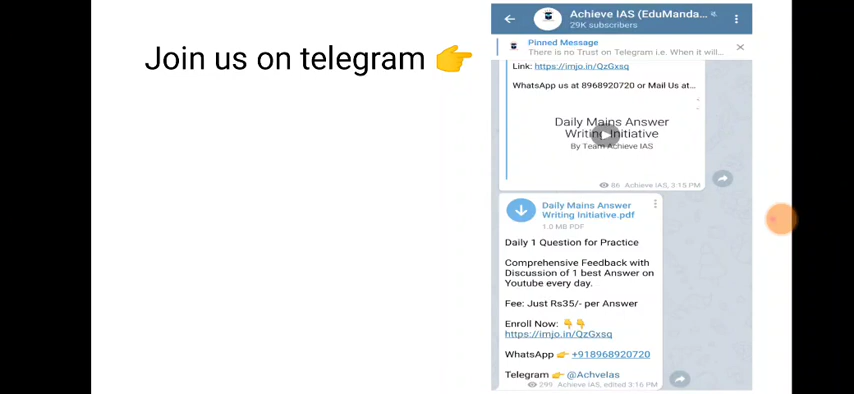 Join us on telegram 👉
Achieve IAS (EduManda...
29K subscribers
Pinned Message
There is no Trust on Telegram i.e. When it will...
Link: https://imjo.in/QzGxsq
WhatsApp us at 8968920720 or Mail Us at...
Daily Mains Answer
Writing Initiative
By Team Achieve IAS
86 Achieve IAS, 3:15 PM
Daily Mains Answer
Writing Initiative.pdf
1.0 MB PDF
Daily 1 Question for Practice
Comprehensive Feedback with
Discussion of 1 best Answer on
Youtube every day.
Fee: Just Rs35/- per Answer
Enroll Now: 👇👇
https://imjo.in/QzGxsq
WhatsApp 👉 +918968920720
Telegram 👉 @AchveIas
299 Achieve IAS, edited 3:16 PM